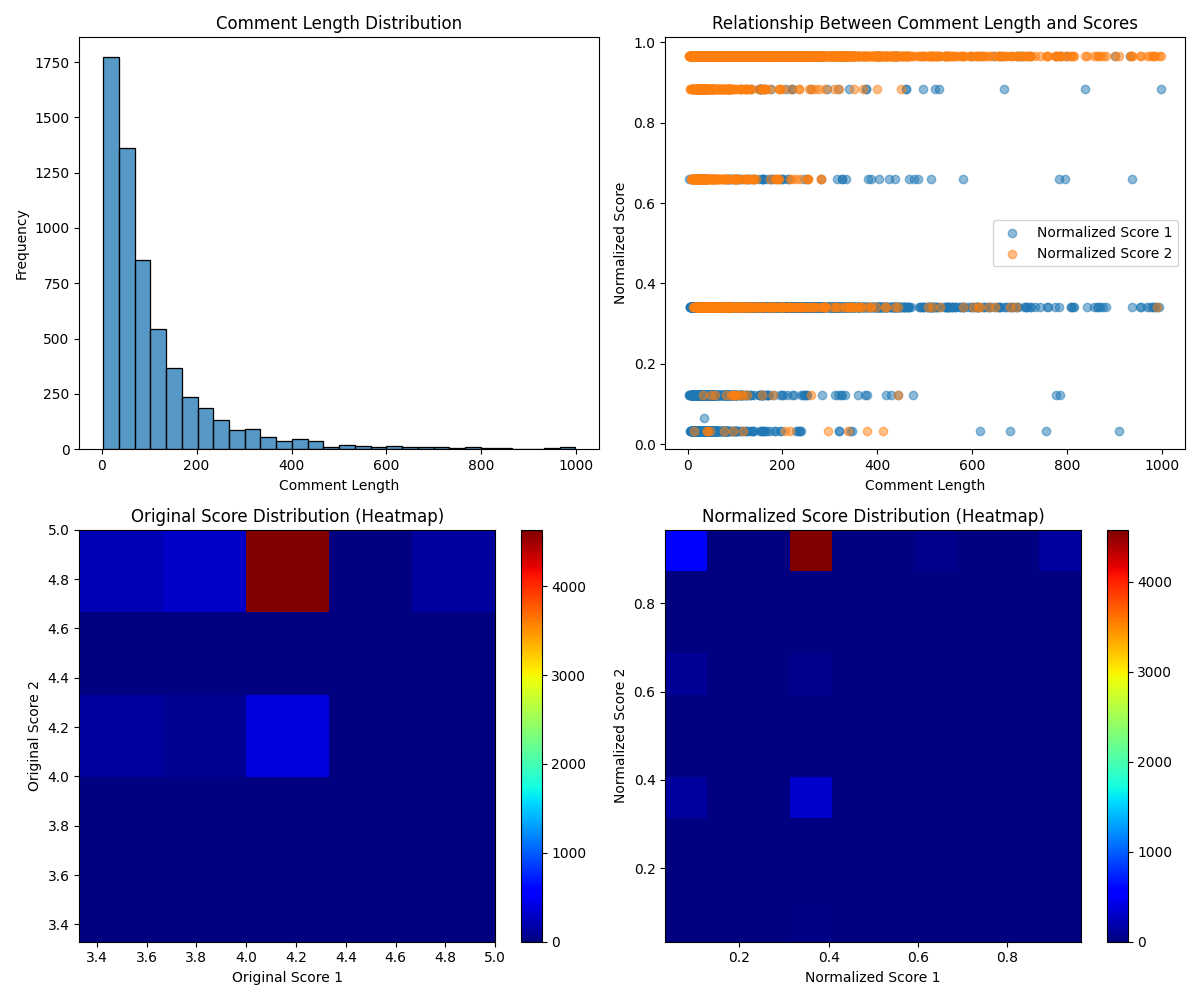 Comment Length Distribution
Frequency
1750
1500
1250
1000
750
500
250
0
0 200 400 600 800 1000
Comment Length
Relationship Between Comment Length and Scores
Normalized Score
1.0
0.8
0.6
0.4
0.2
0.0
Normalized Score 1
Normalized Score 2
0 200 400 600 800 1000
Comment Length
Original Score Distribution (Heatmap)
Original Score 2
5.0
4.8
4.6
4.4
4.2
4.0
3.8
3.6
3.4
3.4 3.6 3.8 4.0 4.2 4.4 4.6 4.8 5.0
Original Score 1
4000
3000
2000
1000
0
Normalized Score Distribution (Heatmap)
Normalized Score 2
0.8
0.6
0.4
0.2
0.2 0.4 0.6 0.8
Normalized Score 1
4000
3000
2000
1000
0